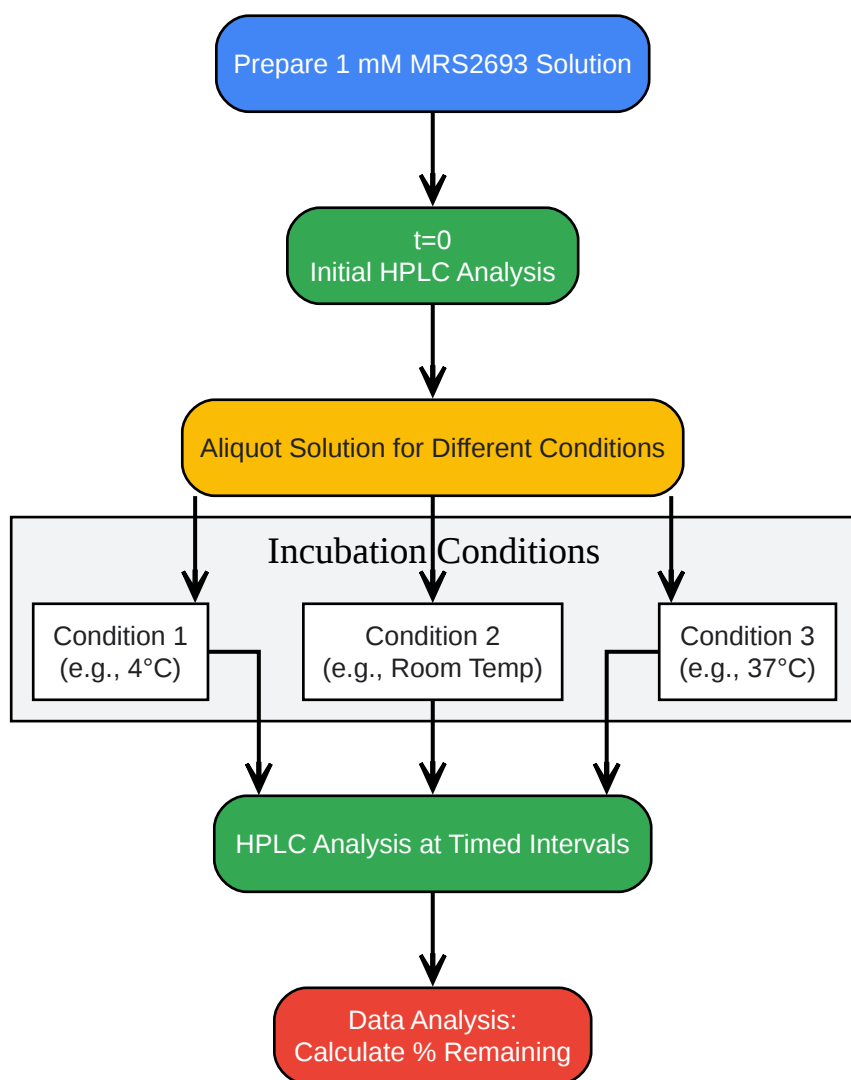 Prepare 1 mM MRS2693 Solution
t=0
Initial HPLC Analysis
Aliquot Solution for Different Conditions
Incubation Conditions
Condition 1
(e.g., 4°C)
Condition 2
(e.g., Room Temp)
Condition 3
(e.g., 37°C)
HPLC Analysis at Timed Intervals
Data Analysis:
Calculate % Remaining